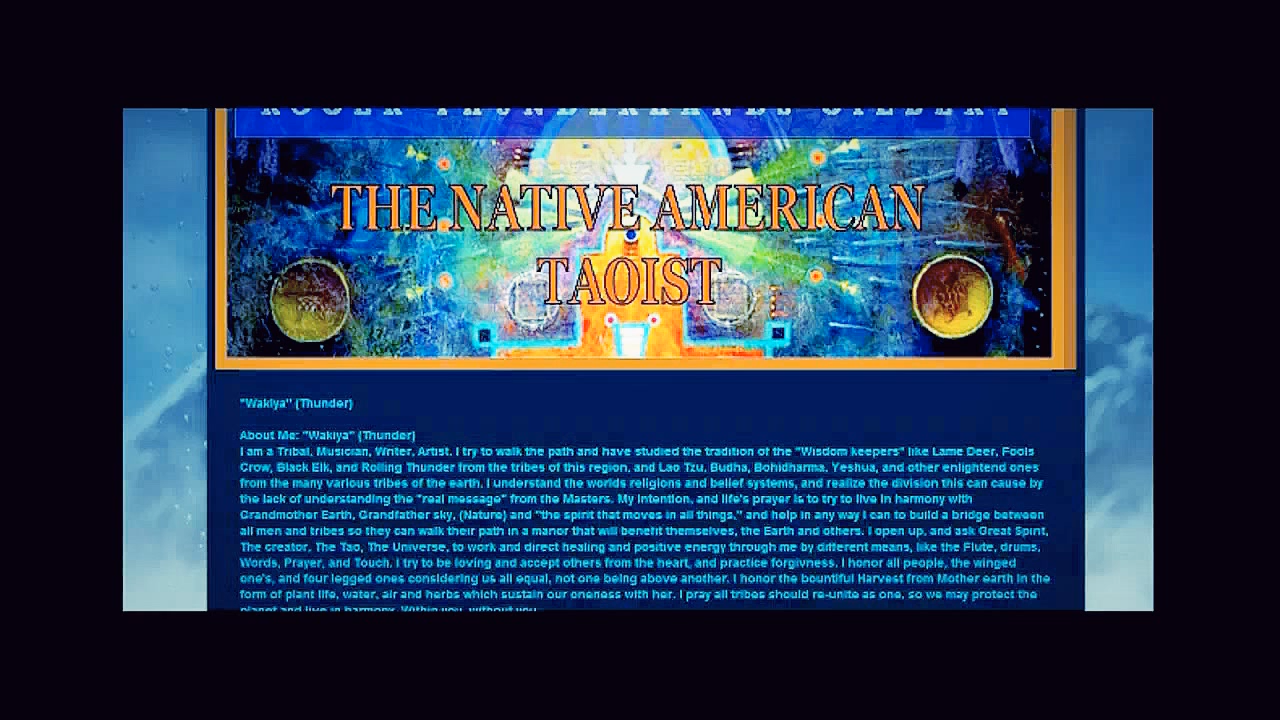 ROGER THUNDERHANDS GILBERT
THE NATIVE AMERICAN
TAOIST
"Wakiya" (Thunder)
About Me: "Wakiya" (Thunder)
I am a Tribal, Musician, Writer, Artist. I try to walk the path and have studied the tradition of the "Wisdom keepers" like Lame Deer, Fools
Crow, Black Elk, and Rolling Thunder from the tribes of this region, and Lao Tzu, Budha, Bohidharma, Yeshua, and other enlightend ones
from the many various tribes of the earth. I understand the worlds religions and belief systems, and realize the division this can cause by
the lack of understanding the "real message" from the Masters. My intention, and life's prayer is to try to live in harmony with
Grandmother Earth, Grandfather sky, (Nature) and "the spirit that moves in all things," and help in any way I can to build a bridge between
all men and tribes so they can walk their path in a manor that will benefit themselves, the Earth and others. I open up, and ask Great Spirit,
The creator, The Tao, The Universe, to work and direct healing and positive energy through me by different means, like the Flute, drums,
Words, Prayer, and Touch. I try to be loving and accept others from the heart, and practice forgivness. I honor all people, the winged
one's, and four legged ones considering us all equal, not one being above another. I honor the bountiful Harvest from Mother earth in the
form of plant life, water, air and herbs which sustain our oneness with her. I pray all tribes should re-unite as one, so we may protect the
planet and live in harmony. Within you, without you